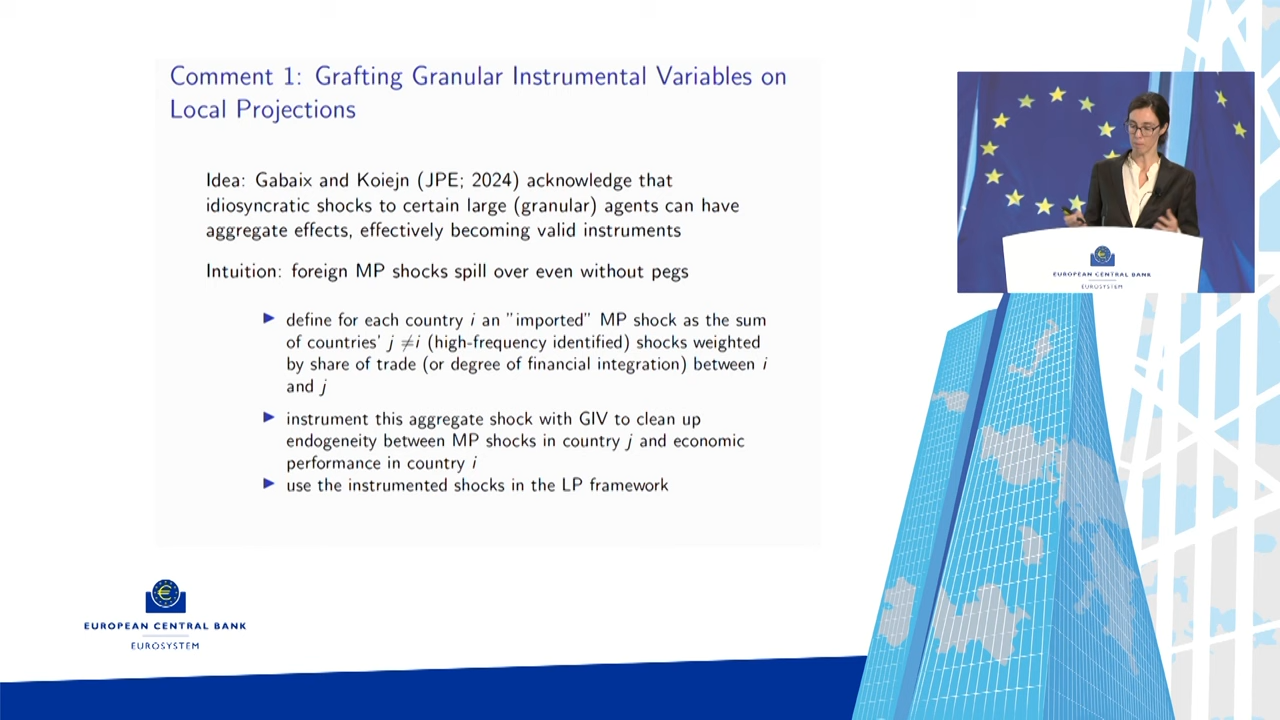 Comment 1: Grafting Granular Instrumental Variables on
Local Projections
Idea: Gabaix and Koiejn (JPE; 2024) acknowledge that
idiosyncratic shocks to certain large (granular) agents can have
aggregate effects, effectively becoming valid instruments
Intuition: foreign MP shocks spill over even without pegs
▶ define for each country i an "imported" MP shock as the sum
of countries' j ≠i (high-frequency identified) shocks weighted
by share of trade (or degree of financial integration) between i
and j
▶ instrument this aggregate shock with GIV to clean up
endogeneity between MP shocks in country j and economic
performance in country i
▶ use the instrumented shocks in the LP framework
EUROPEAN CENTRAL BANK
EUROSYSTEM
EUROPEAN CENTRAL BANK
EUROSYSTEM